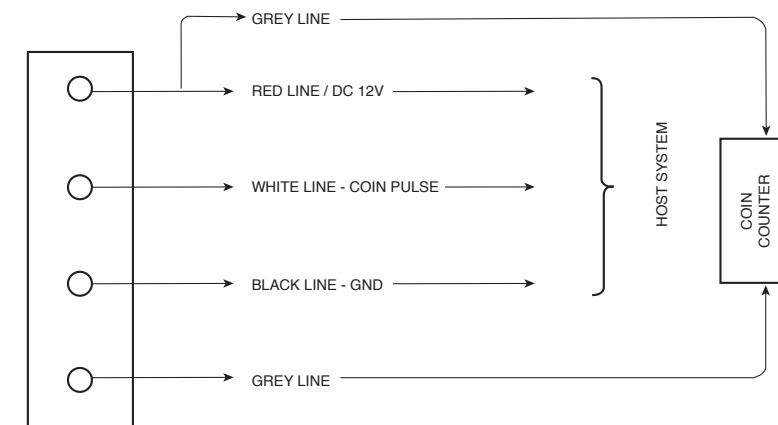 GREY LINE
RED LINE / DC 12V
WHITE LINE - COIN PULSE
BLACK LINE - GND
GREY LINE
HOST SYSTEM
COIN
COUNTER